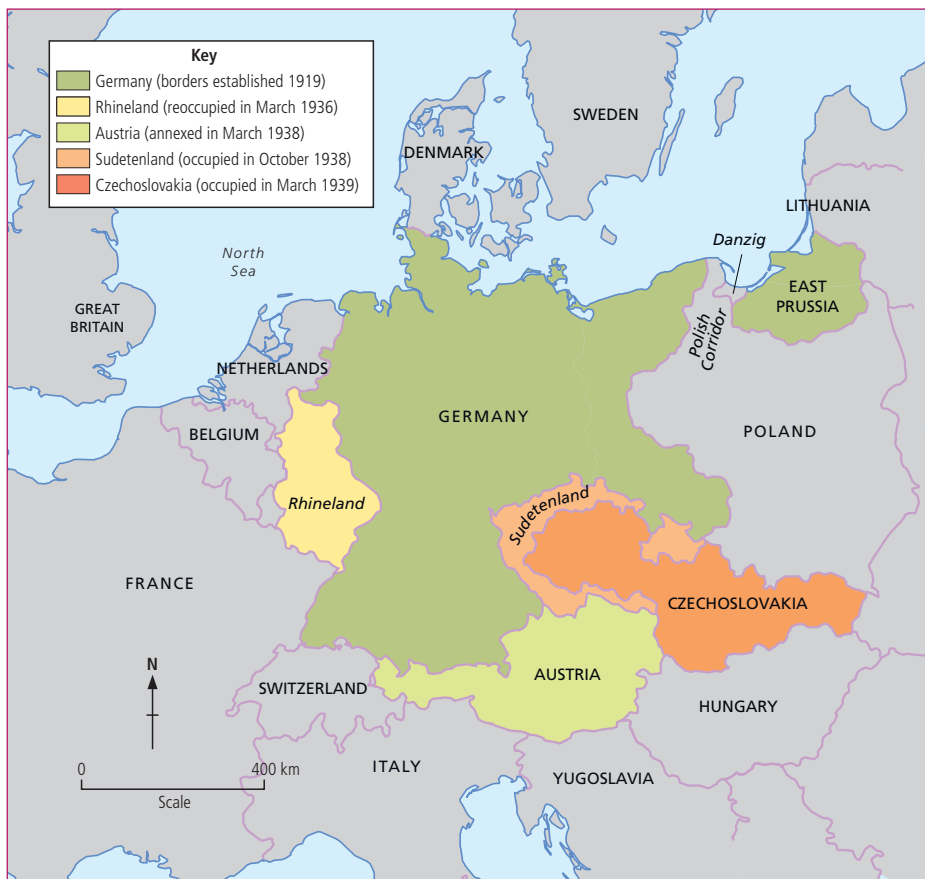 Key
Germany (borders established 1919)
Rhineland (reoccupied in March 1936)
Austria (annexed in March 1938)
Sudetenland (occupied in October 1938)
Czechoslovakia (occupied in March 1939)
SWEDEN
DENMARK
LITHUANIA
Danzig
North
Sea
EAST
PRUSSIA
GREAT
BRITAIN
Polish
Corridor
NETHERLANDS
GERMANY
BELGIUM
POLAND
Rhineland
Sudetenland
FRANCE
CZECHOSLOVAKIA
N
SWITZERLAND
AUSTRIA
HUNGARY
0 400 km
Scale
ITALY
YUGOSLAVIA